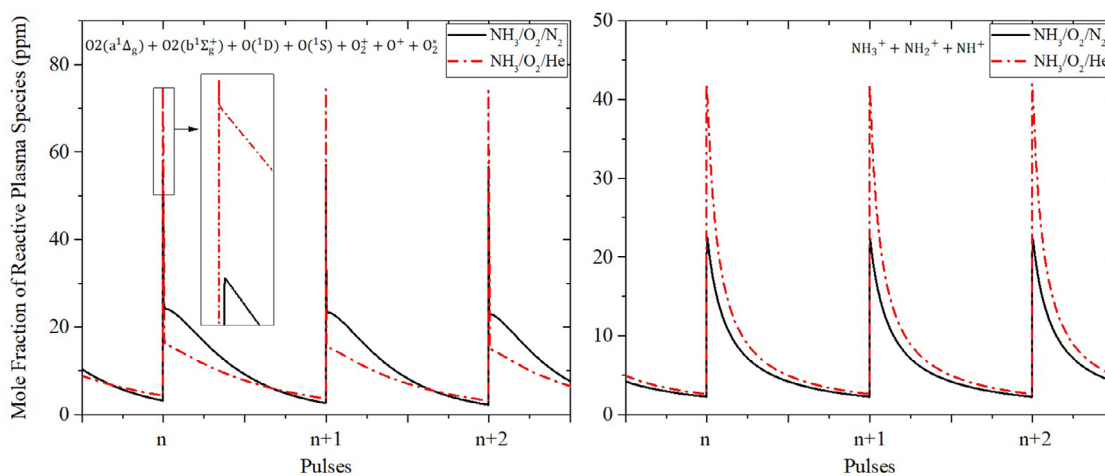 Mole Fraction of Reactive Plasma Species (ppm)
80
60
40
20
0
O2(a¹Δg) + O2(b¹Σg⁺) + O(¹D) + O(¹S) + O₂⁺ + O⁺ + O₂*
NH₃/O₂/N₂
NH₃/O₂/He
n
n+1
n+2
Pulses
50
40
30
20
10
0
NH₃⁺ + NH₂⁺ + NH⁺
NH₃/O₂/N₂
NH₃/O₂/He
n
n+1
n+2
Pulses